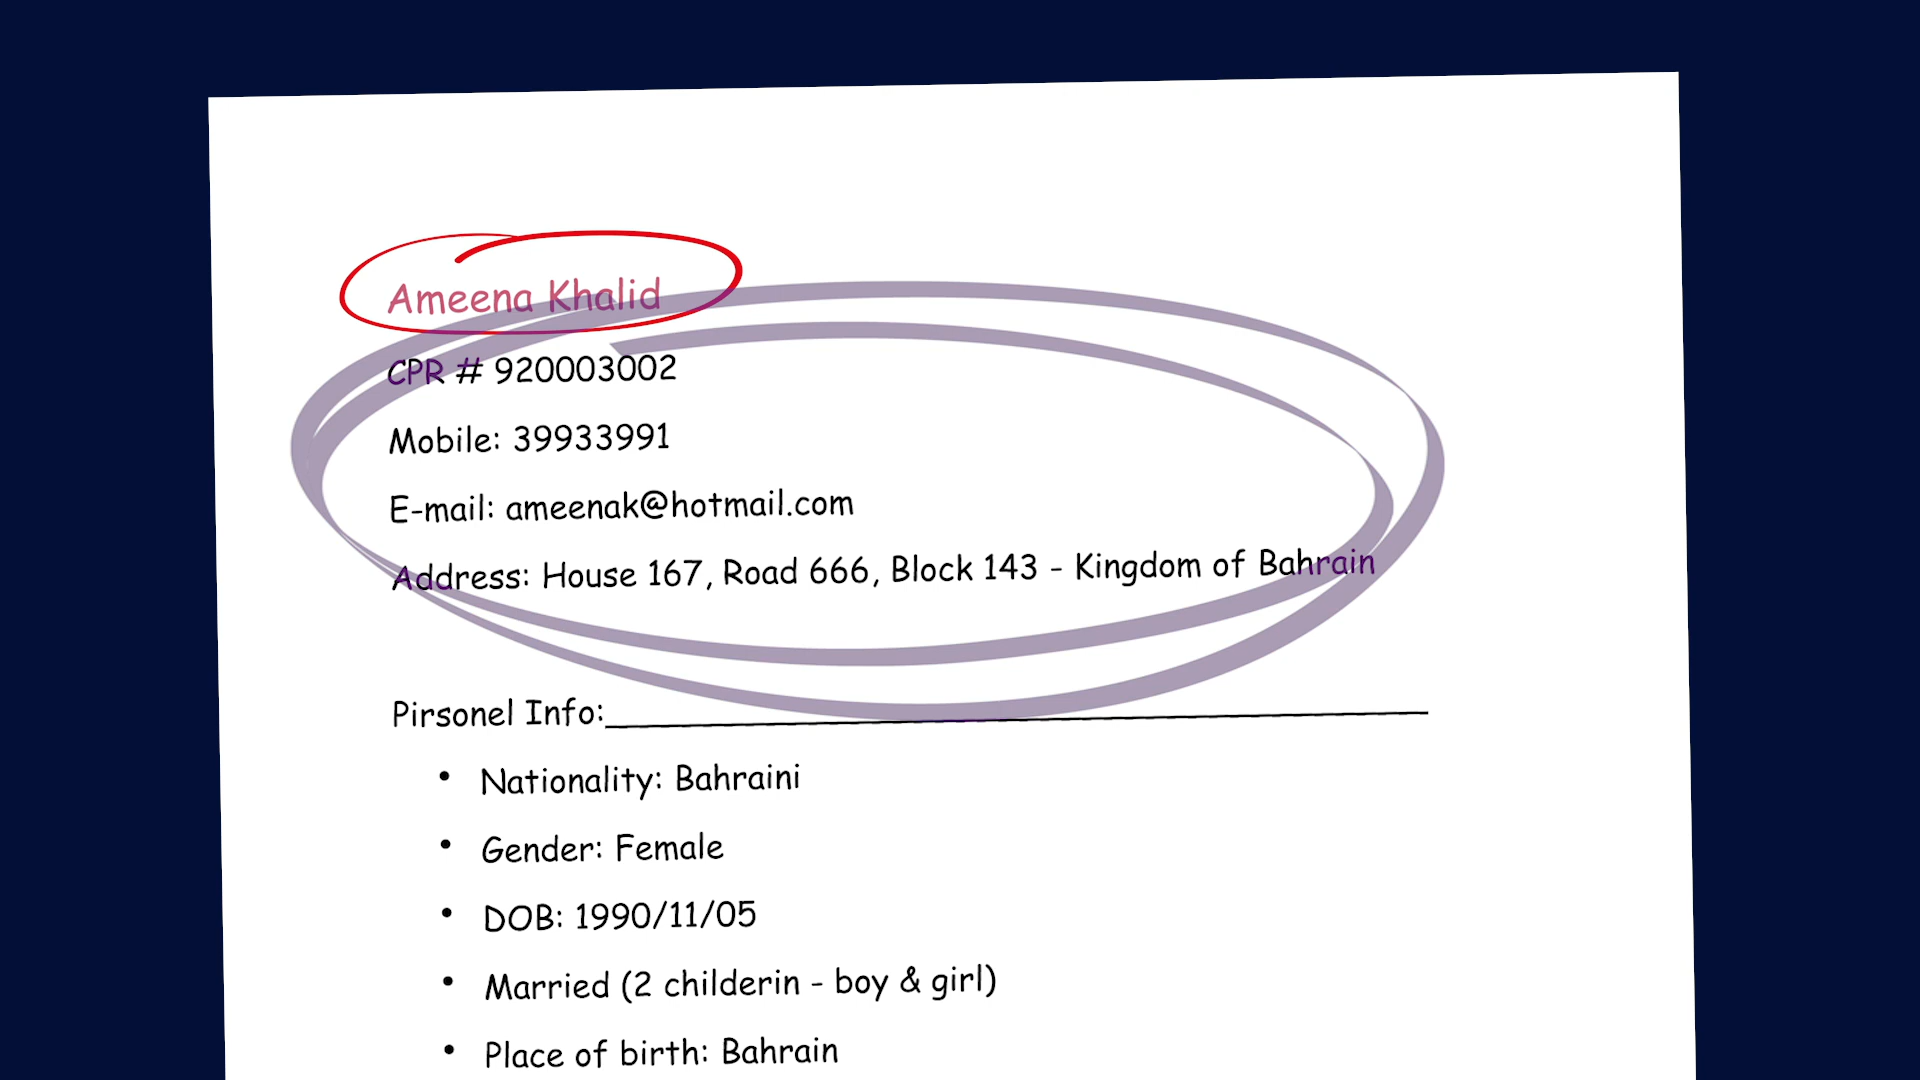 Ameena Khalid
CPR # 920003002
Mobile: 39933991
E-mail: ameenak@hotmail.com
Address: House 167, Road 666, Block 143 - Kingdom of Bahrain
Pirsonel Info:
• Nationality: Bahraini
• Gender: Female
• DOB: 1990/11/05
• Married (2 childerin - boy & girl)
• Place of birth: Bahrain